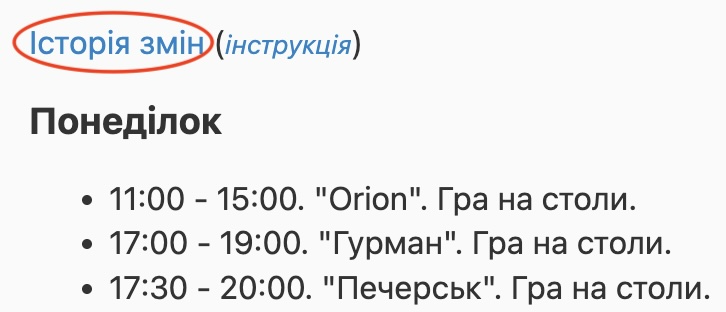 Історія змін (інструкція)
Понеділок
• 11:00 - 15:00. "Orion". Гра на столи.
• 17:00 - 19:00. "Гурман". Гра на столи.
• 17:30 - 20:00. "Печерськ". Гра на столи.